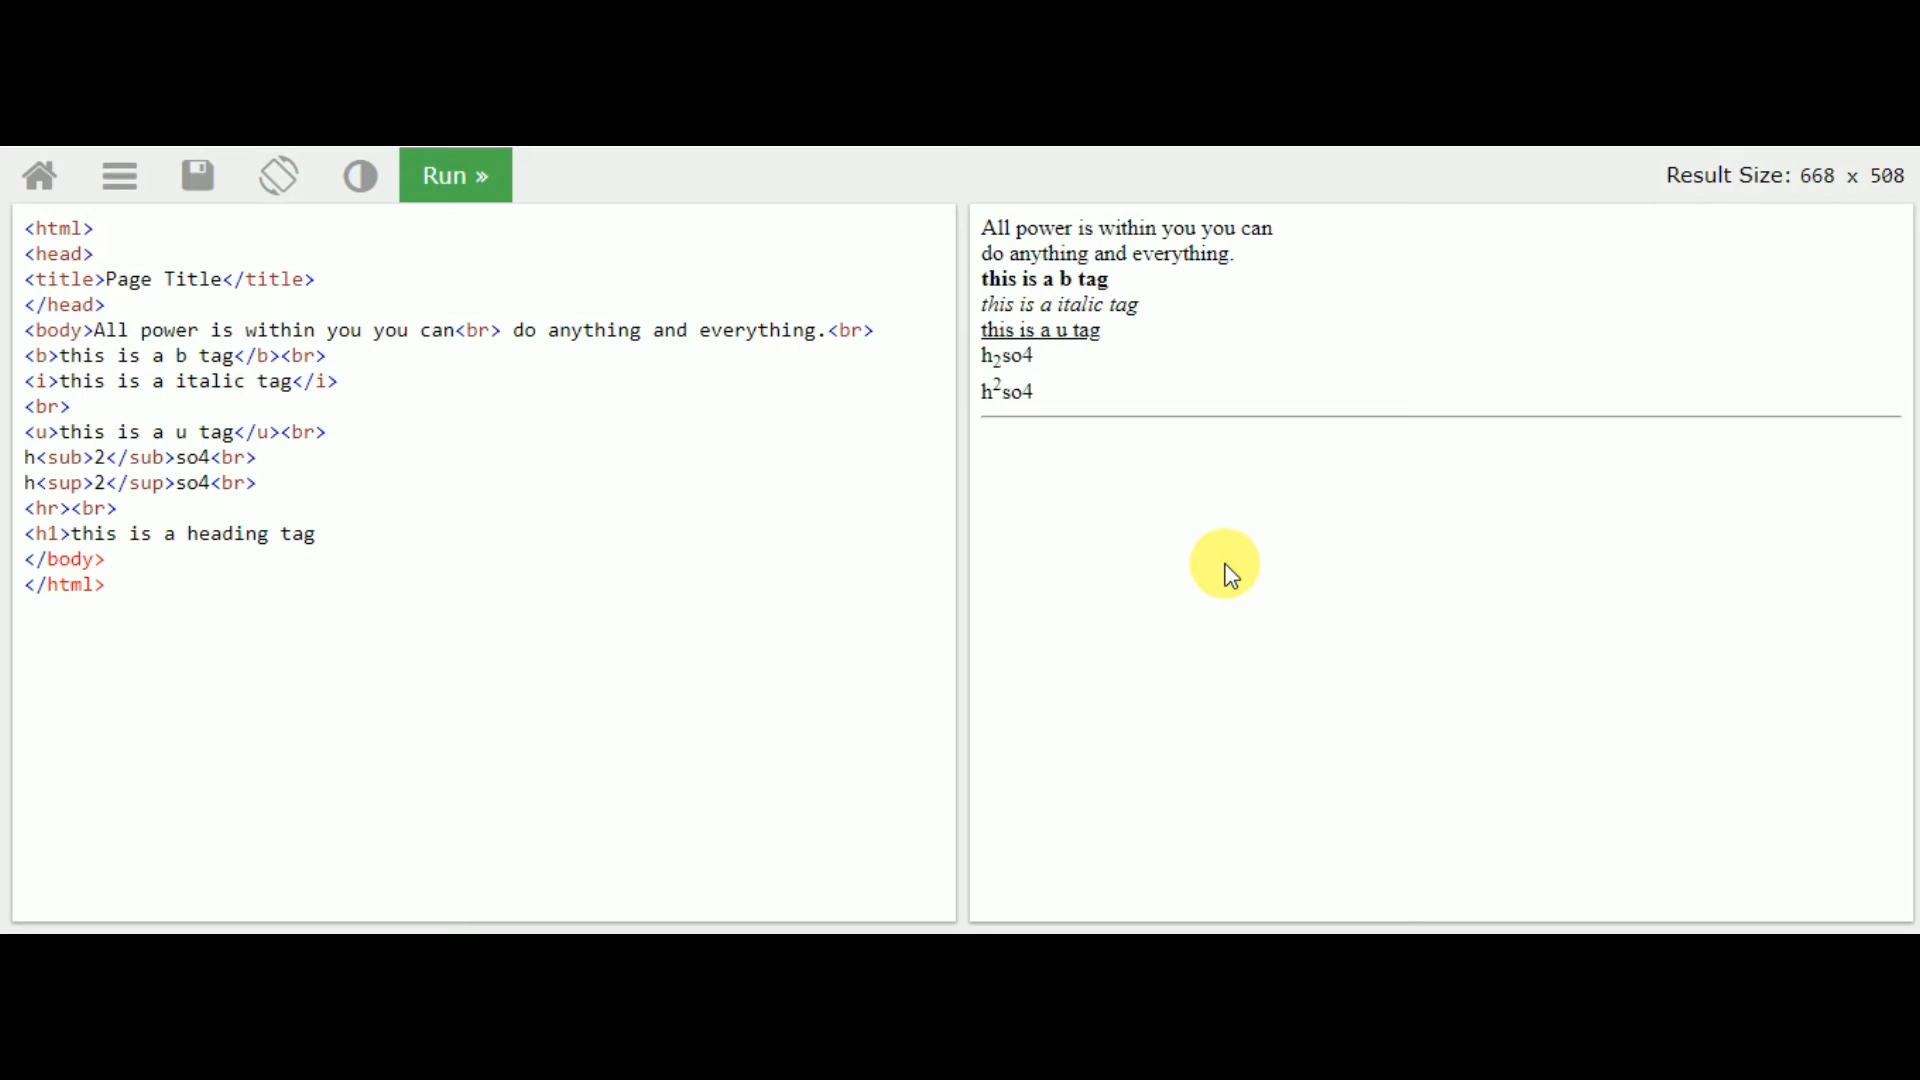 Run »
Result Size: 668 x 508
<html>
<head>
<title>Page Title</title>
</head>
<body>All power is within you you can<br> do anything and everything.<br>
<b>this is a b tag</b><br>
<i>this is a italic tag</i>
<br>
<u>this is a u tag</u><br>
h<sub>2</sub>so4<br>
h<sup>2</sup>so4<br>
<hr><br>
<h1>this is a heading tag
</body>
</html>
All power is within you you can
do anything and everything.
this is a b tag
this is a italic tag
this is a u tag
h₂so4
h²so4